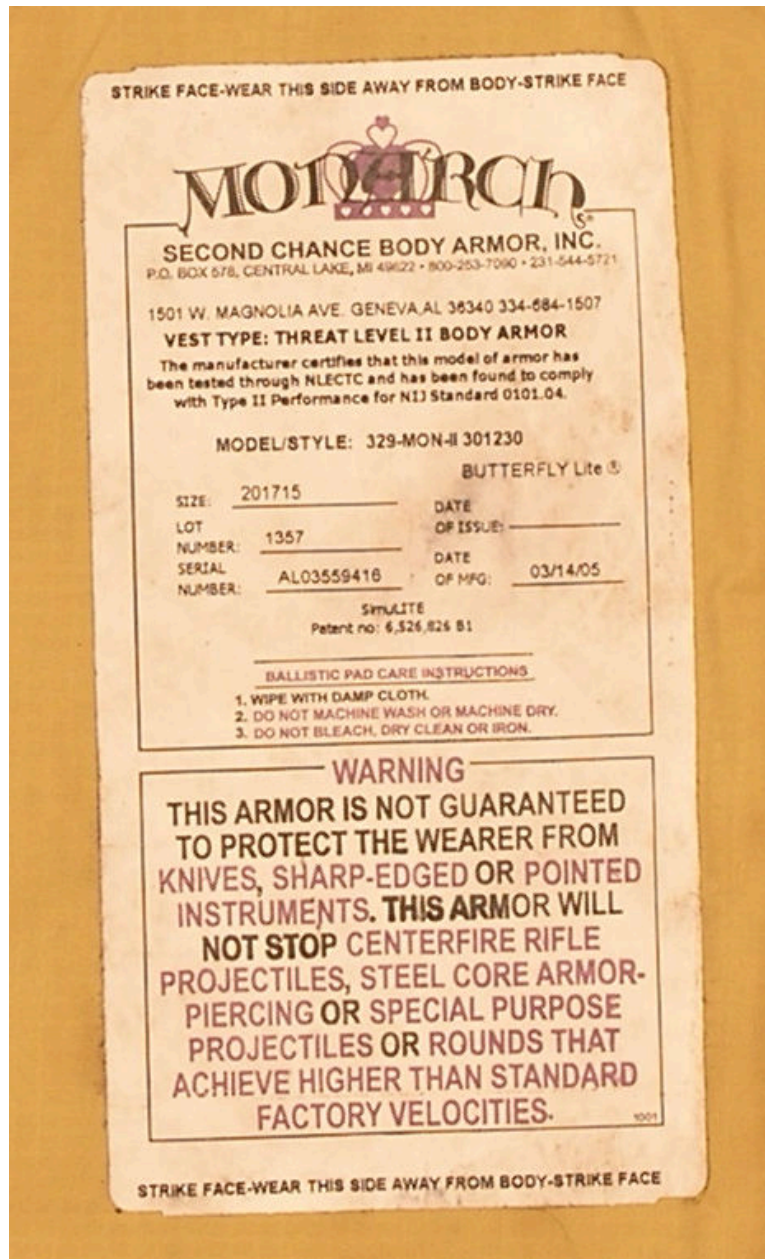 STRIKE FACE-WEAR THIS SIDE AWAY FROM BODY-STRIKE FACE
MONARCH
SECOND CHANCE BODY ARMOR, INC.
P.O. BOX 578, CENTRAL LAKE, MI 49622 • 800-253-7090 • 231-544-5721
1501 W. MAGNOLIA AVE. GENEVA,AL 36340 334-684-1507
VEST TYPE: THREAT LEVEL II BODY ARMOR
The manufacturer certifies that this model of armor has
been tested through NLECTC and has been found to comply
with Type II Performance for NIJ Standard 0101.04.
MODEL/STYLE: 329-MON-II 301230
BUTTERFLY Lite ®
SIZE: 201715
DATE
OF ISSUE:
LOT
NUMBER: 1357
DATE
OF MFG: 03/14/05
SERIAL
NUMBER: AL03559416
SimuLITE
Patent no: 6,526,826 B1
BALLISTIC PAD CARE INSTRUCTIONS
1. WIPE WITH DAMP CLOTH.
2. DO NOT MACHINE WASH OR MACHINE DRY.
3. DO NOT BLEACH, DRY CLEAN OR IRON.
WARNING
THIS ARMOR IS NOT GUARANTEED
TO PROTECT THE WEARER FROM
KNIVES, SHARP-EDGED OR POINTED
INSTRUMENTS. THIS ARMOR WILL
NOT STOP CENTERFIRE RIFLE
PROJECTILES, STEEL CORE ARMOR-
PIERCING OR SPECIAL PURPOSE
PROJECTILES OR ROUNDS THAT
ACHIEVE HIGHER THAN STANDARD
FACTORY VELOCITIES.
1001
STRIKE FACE-WEAR THIS SIDE AWAY FROM BODY-STRIKE FACE